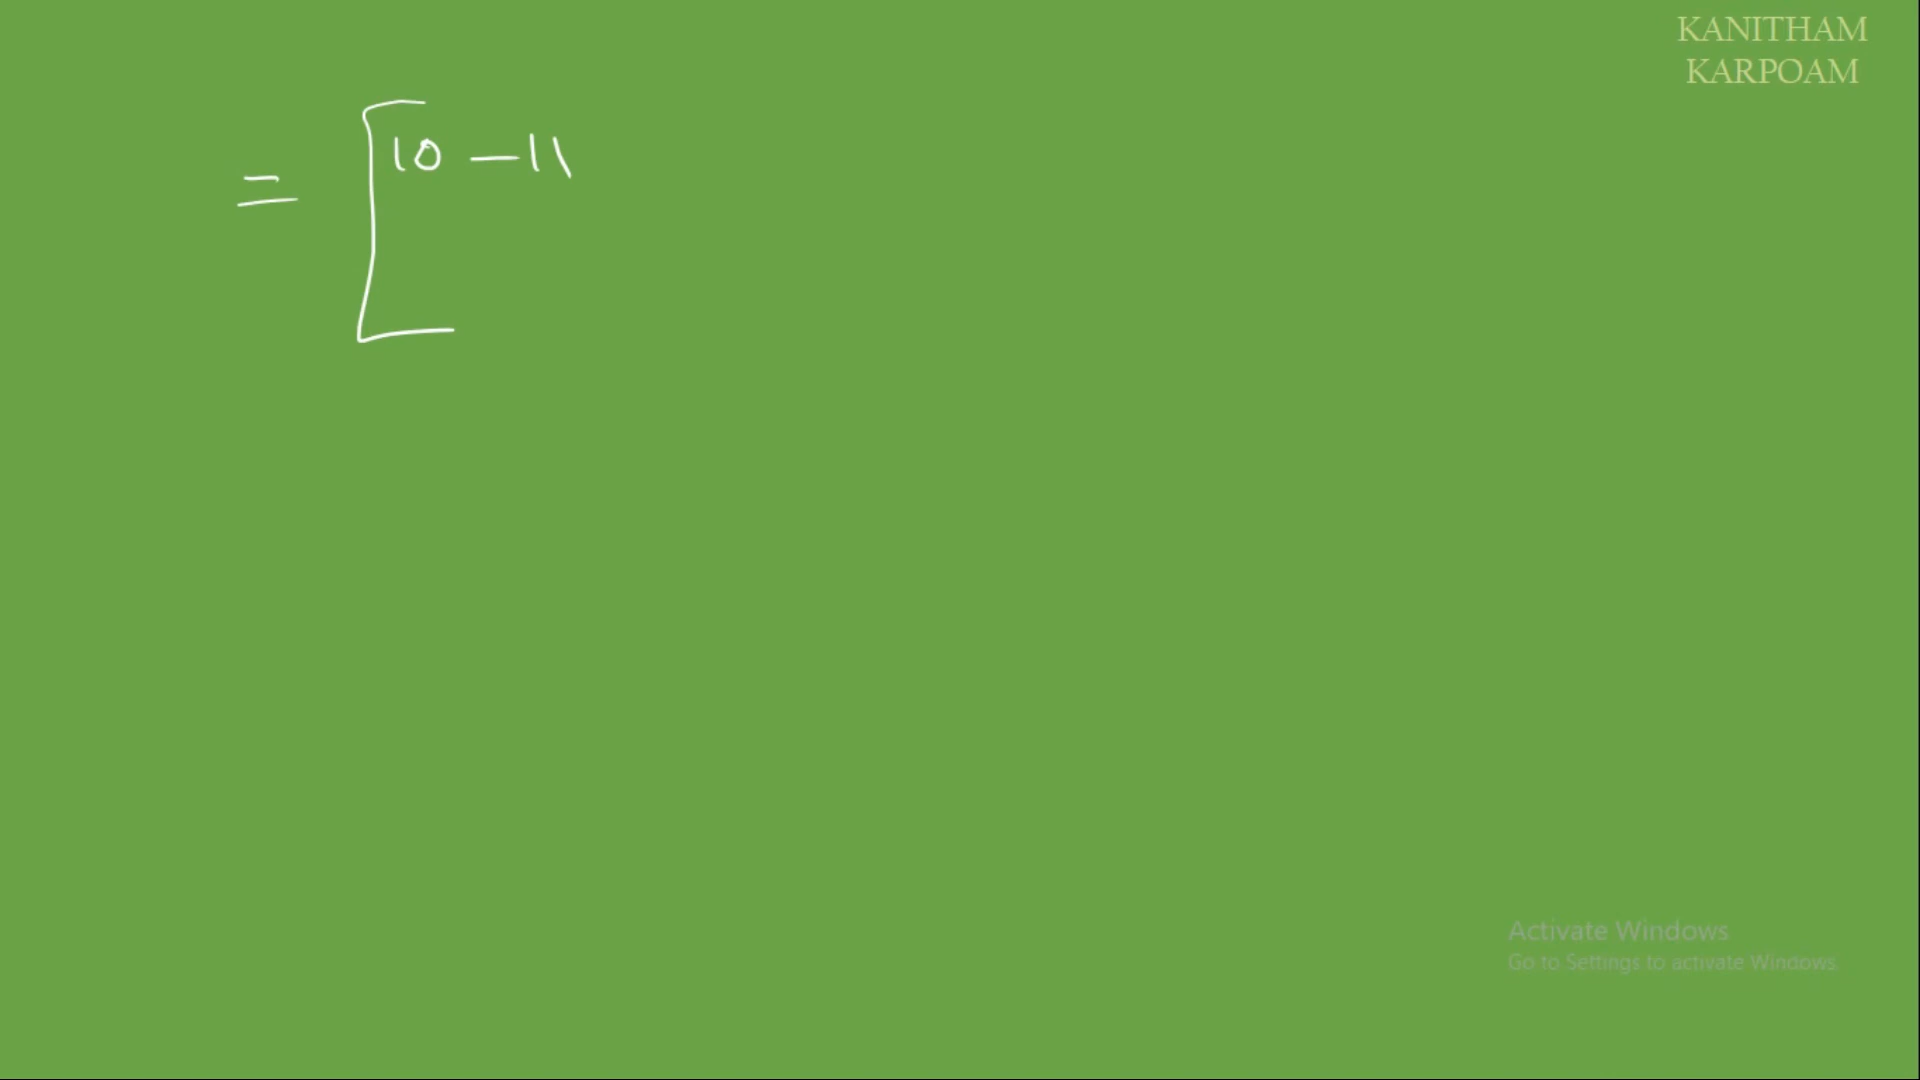 KANITHAM
KARPOAM
= [ 10 - 11
Activate Windows
Go to Settings to activate Windows.